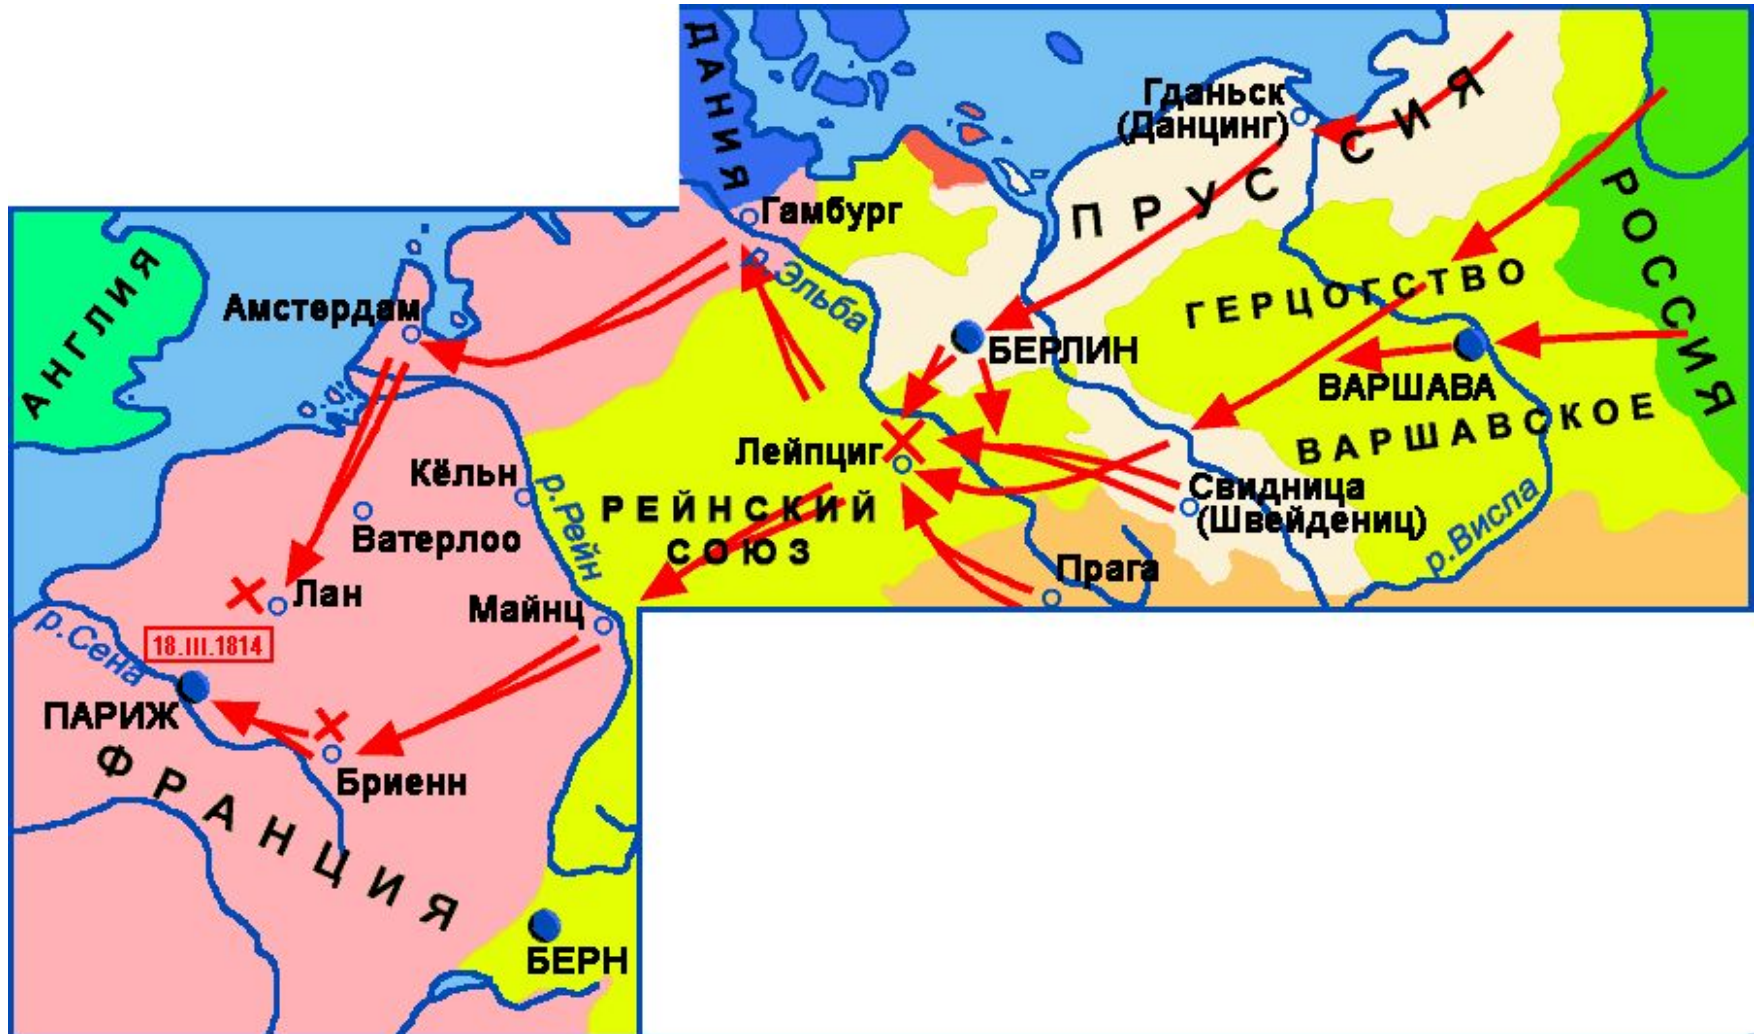 ДАНИЯ
Гданьск
(Данцинг)
ПРУССИЯ
РОССИЯ
Гамбург
р.Эльба
АНГЛИЯ
Амстердам
БЕРЛИН
ГЕРЦОГСТВО
ВАРШАВСКОЕ
ВАРШАВА
Лейпциг
Кёльн
р.Рейн
РЕЙНСКИЙ
СОЮЗ
Свидница
(Швейдениц)
р.Висла
Ватерлоо
Прага
Лан
Майнц
р.Сена
18.III.1814
ПАРИЖ
Бриенн
ФРАНЦИЯ
БЕРН